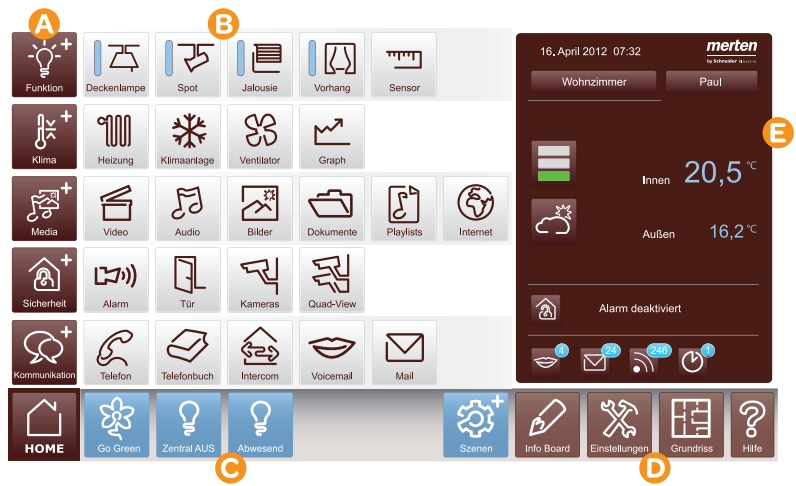 A
B
Funktion
Deckenlampe
Spot
Jalousie
Vorhang
Sensor
Klima
Heizung
Klimaanlage
Ventilator
Graph
Media
Video
Audio
Bilder
Dokumente
Playlists
Internet
Sicherheit
Alarm
Tür
Kameras
Quad-View
Kommunikation
Telefon
Telefonbuch
Intercom
Voicemail
Mail
16. April 2012 07:32
merten
by Schneider Electric
Wohnzimmer
Paul
E
Innen 20,5 °C
Außen 16,2 °C
Alarm deaktiviert
4
24
246
1
HOME
Go Green
Zentral AUS
Abwesend
Szenen
Info Board
Einstellungen
Grundriss
Hilfe
C
D